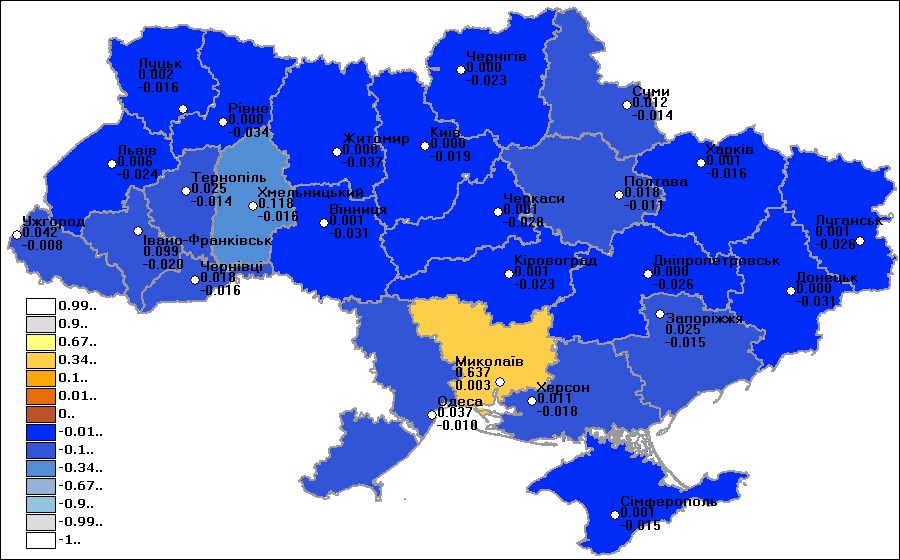 Чернігів
0.000
-0.023
Луцьк
0.002
-0.016
Суми
0.012
-0.014
Рівне
0.000
-0.034
Житомир
0.000
-0.037
Київ
0.000
-0.019
Харків
0.001
-0.016
Львів
0.006
-0.024
Тернопіль
0.025
-0.014
Хмельницький
0.118
-0.016
Полтава
0.018
-0.011
Черкаси
0.001
-0.028
Вінниця
0.001
-0.031
Ужгород
0.042
-0.008
Луганськ
0.001
-0.026
Івано-Франківськ
0.099
-0.020
Чернівці
0.018
-0.016
Кіровоград
0.001
-0.023
Дніпропетровськ
0.000
-0.026
Донецьк
0.000
-0.031
Запоріжжя
0.025
-0.015
Миколаїв
0.637
0.003
Херсон
0.011
-0.018
Одеса
0.037
-0.010
Сімферополь
0.001
-0.015
0.99..
0.9..
0.67..
0.34..
0.1..
0.01..
0..
-0.01..
-0.1..
-0.34..
-0.67..
-0.9..
-0.99..
-1..